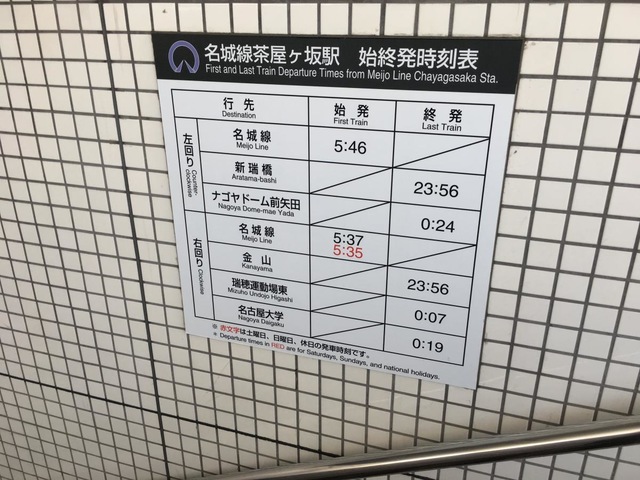 名城線茶屋ヶ坂駅 始終発時刻表
First and Last Train Departure Times from Meijo Line Chayagasaka Sta.
行先 始発 終発
Destination First Train Last Train
左回り Counter-clockwise
名城線 5:46
Meijo Line
新瑞橋 23:56
Aratama-bashi
ナゴヤドーム前矢田 0:24
Nagoya Dome-mae Yada
右回り Clockwise
名城線 5:37
Meijo Line 5:35
金山 23:56
Kanayama
瑞穂運動場東 0:07
Mizuho Undojo Higashi
名古屋大学 0:19
Nagoya Daigaku
※ 赤文字は土曜日、日曜日、休日の発車時刻です。
* Departure times in RED are for Saturdays, Sundays, and national holidays.